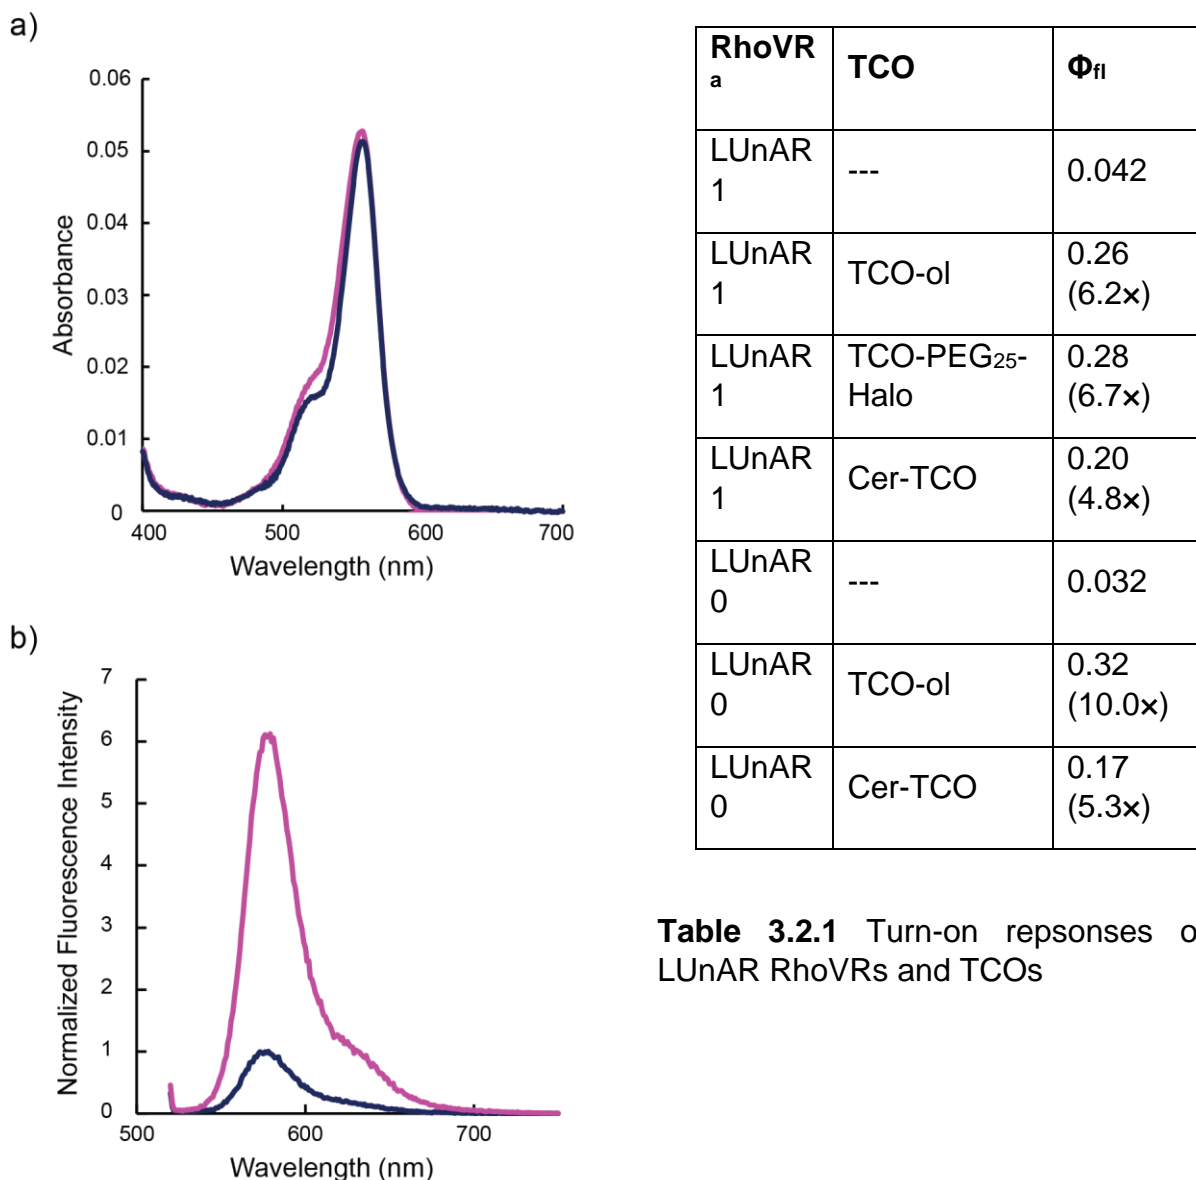 a)
0.06
0.05
0.04
0.03
0.02
0.01
0
Absorbance
400 500 600 700
Wavelength (nm)
b)
7
6
5
4
3
2
1
0
Normalized Fluorescence Intensity
500 600 700
Wavelength (nm)
RhoVR
a
TCO
Φfl
LUnAR
1
---
0.042
LUnAR
1
TCO-ol
0.26
(6.2×)
LUnAR
1
TCO-PEG25-
Halo
0.28
(6.7×)
LUnAR
1
Cer-TCO
0.20
(4.8×)
LUnAR
0
---
0.032
LUnAR
0
TCO-ol
0.32
(10.0×)
LUnAR
0
Cer-TCO
0.17
(5.3×)
Table 3.2.1 Turn-on repsonses
LUnAR RhoVRs and TCOs